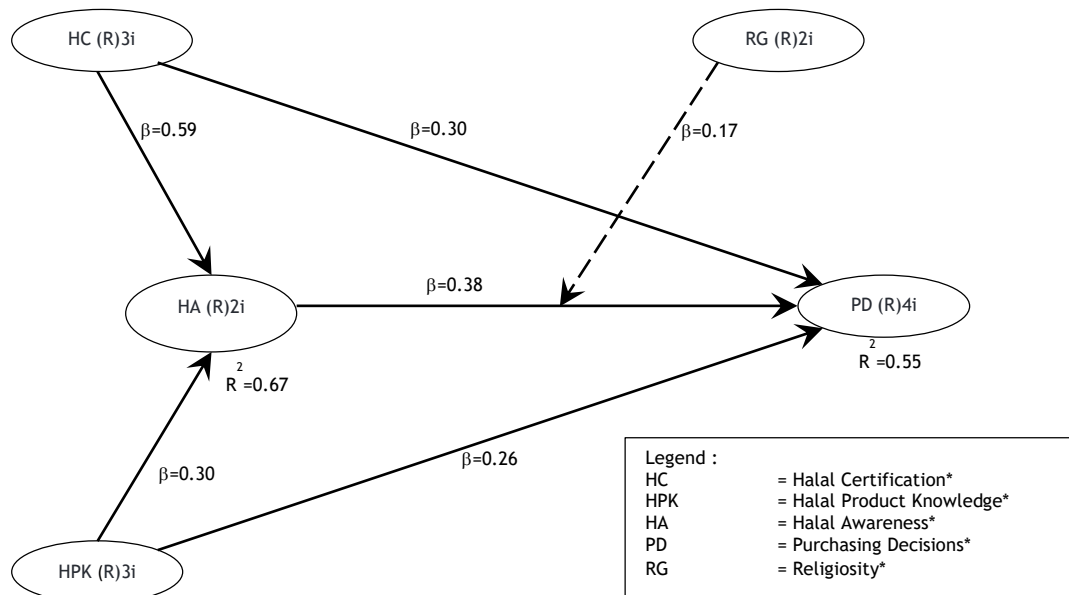 HC (R)3i
RG (R)2i
β=0.59
β=0.30
β=0.17
HA (R)2i
β=0.38
PD (R)4i
R²=0.67
R²=0.55
β=0.30
β=0.26
HPK (R)3i
Legend :
HC = Halal Certification*
HPK = Halal Product Knowledge*
HA = Halal Awareness*
PD = Purchasing Decisions*
RG = Religiosity*